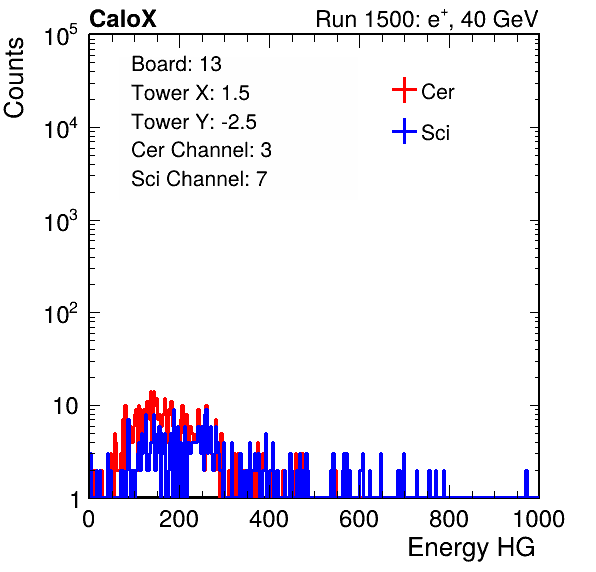 CaloX Run 1500: e⁺, 40 GeV
Counts
10⁵
10⁴
10³
10²
10
1
Board: 13
Tower X: 1.5
Tower Y: -2.5
Cer Channel: 3
Sci Channel: 7
Cer
Sci
0 200 400 600 800 1000
Energy HG